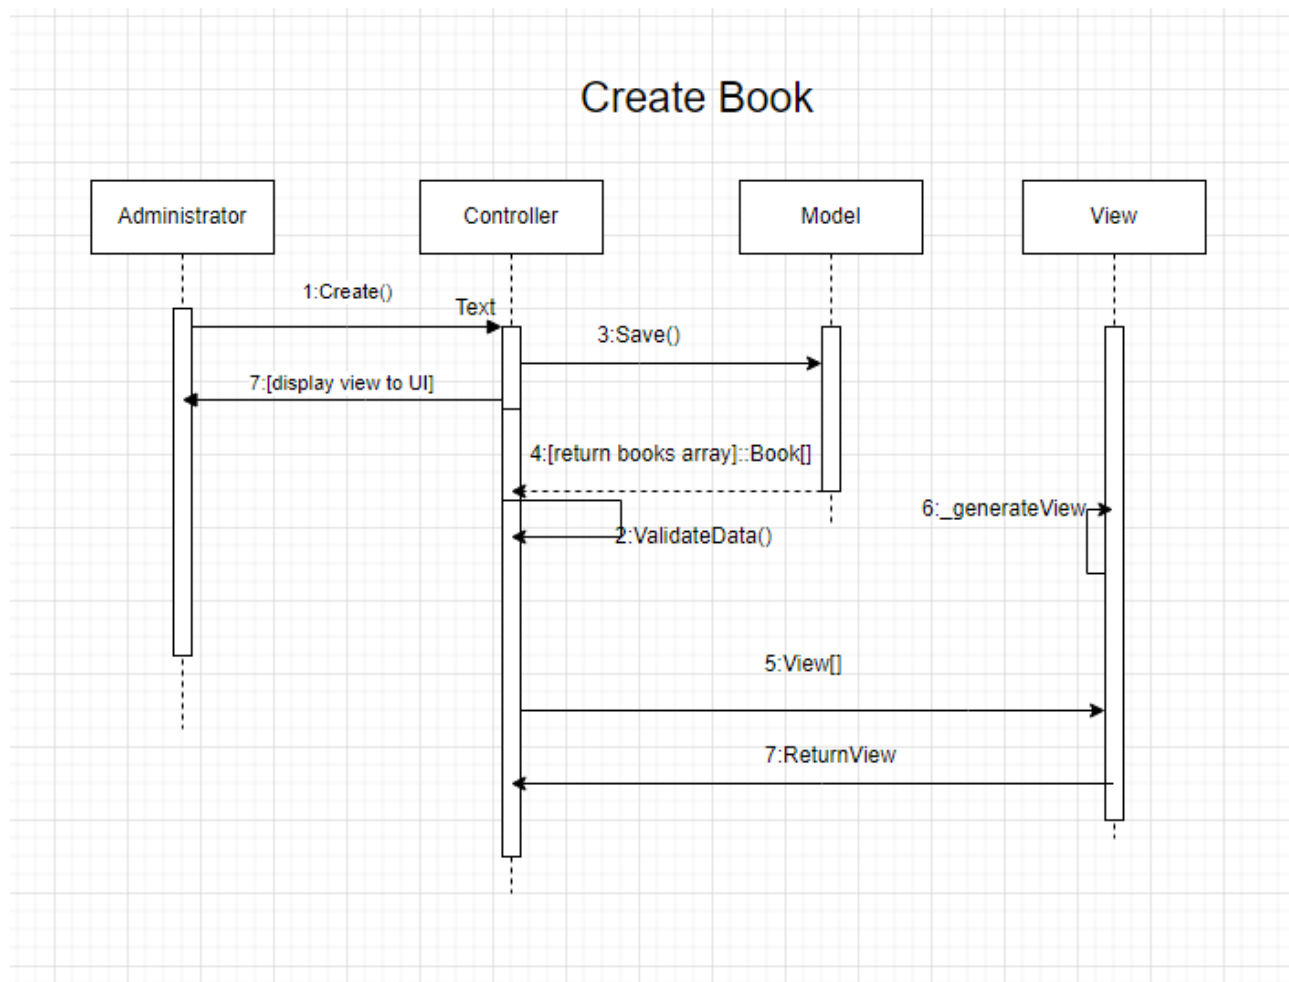 Create Book
Administrator
Controller
Model
View
1:Create()
Text
3:Save()
7:[display view to UI]
4:[return books array]::Book[]
6:_generateView
2:ValidateData()
5:View[]
7:ReturnView